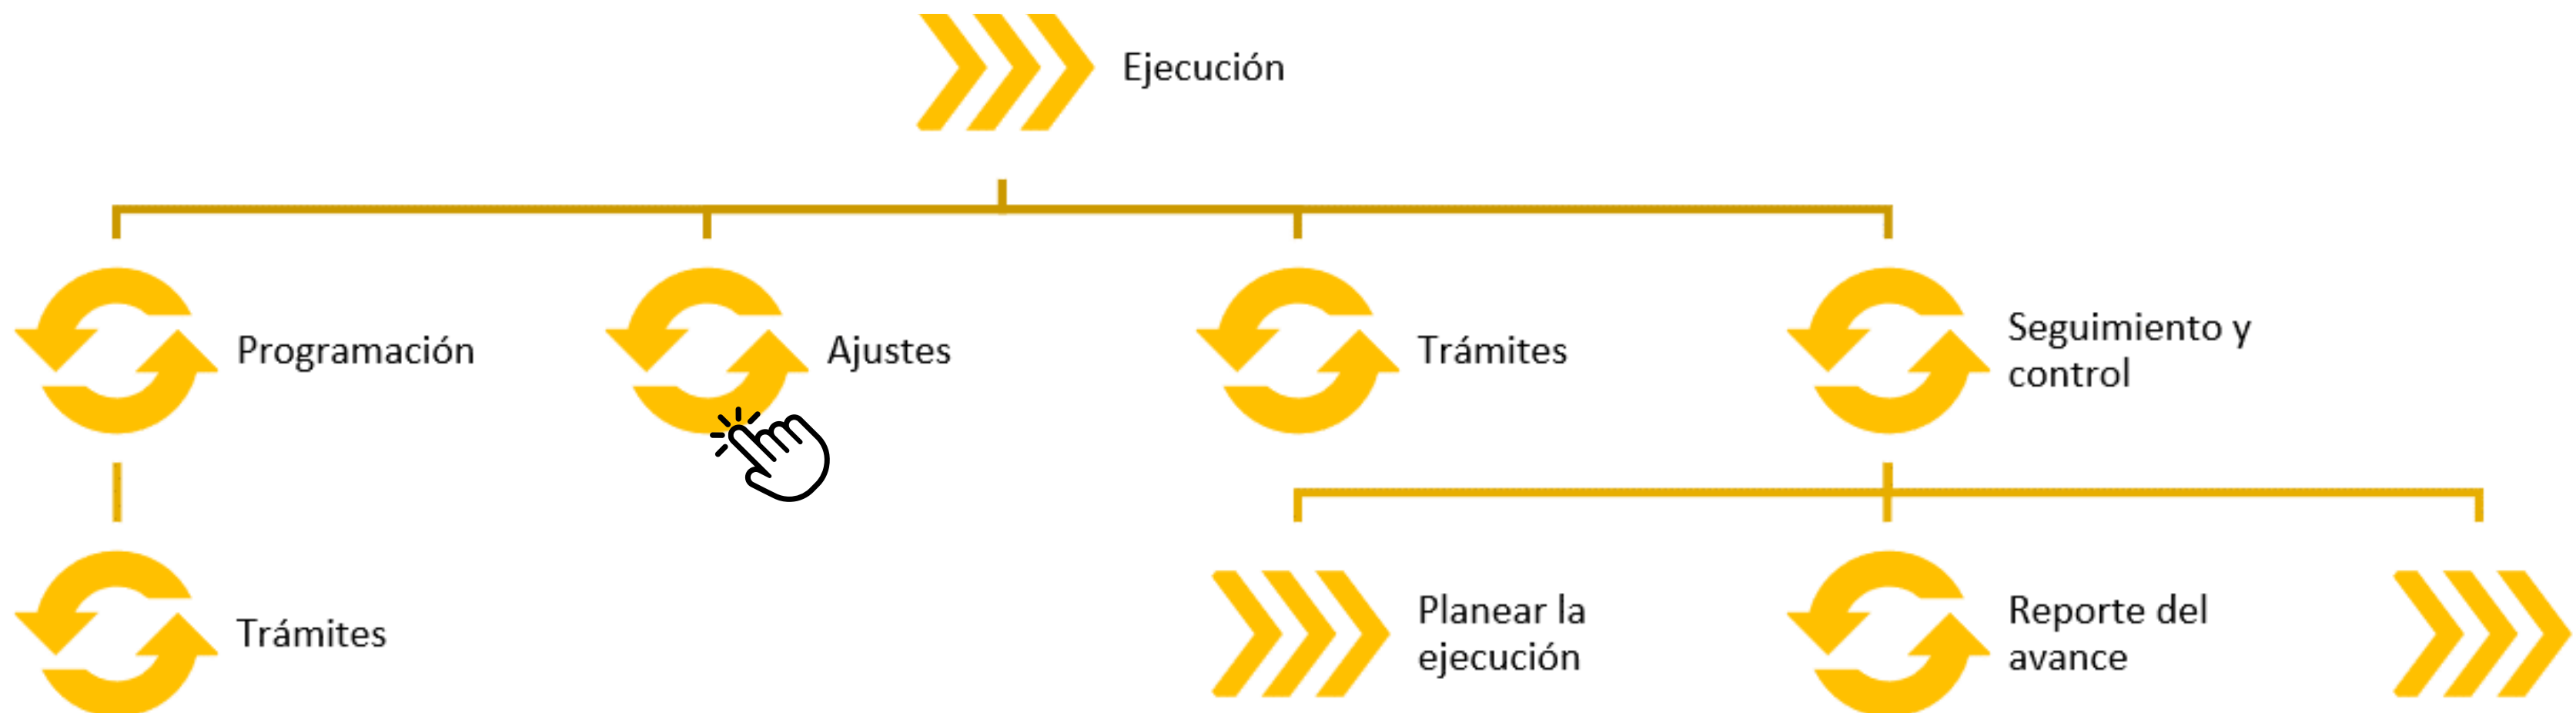 Ejecución
Programación
Ajustes
Trámites
Seguimiento y
control
Trámites
Planear la
ejecución
Reporte del
avance